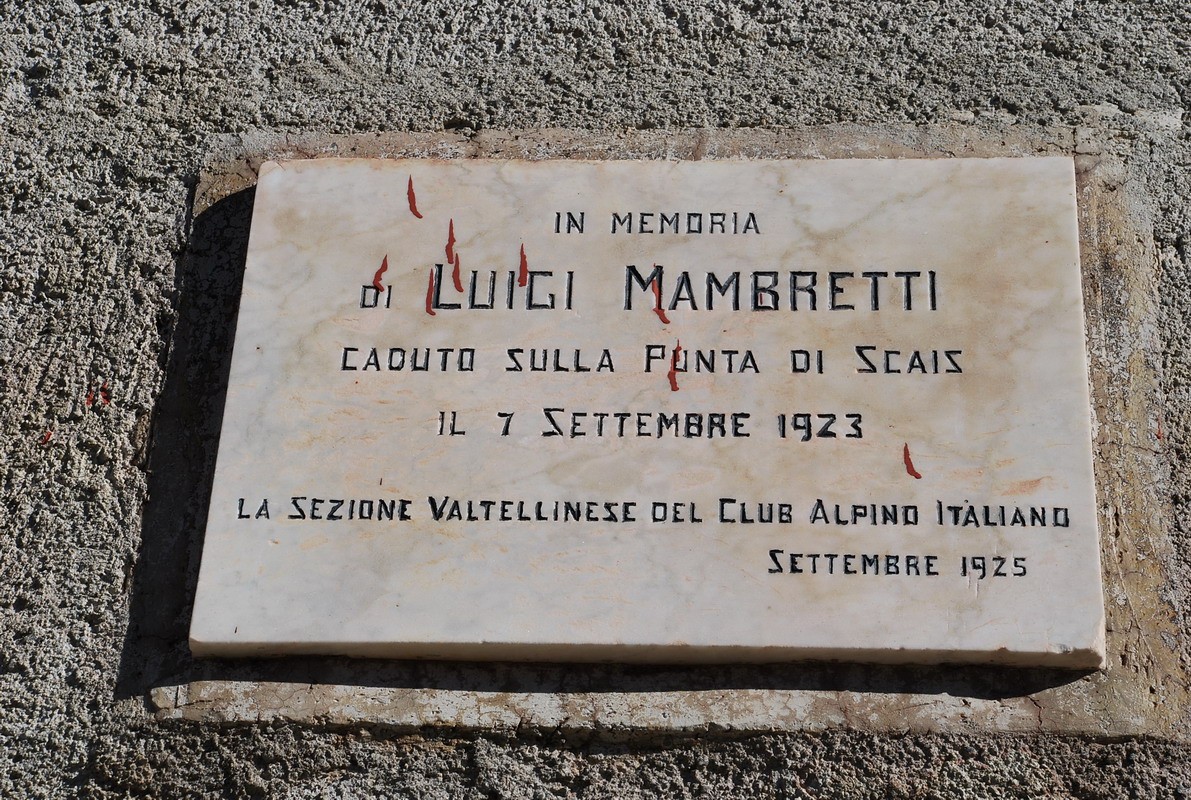 IN MEMORIA
DI LUIGI MAMBRETTI
CADUTO SULLA PUNTA DI SCAIS
IL 7 SETTEMBRE 1923
LA SEZIONE VALTELLINESE DEL CLUB ALPINO ITALIANO
SETTEMBRE 1925